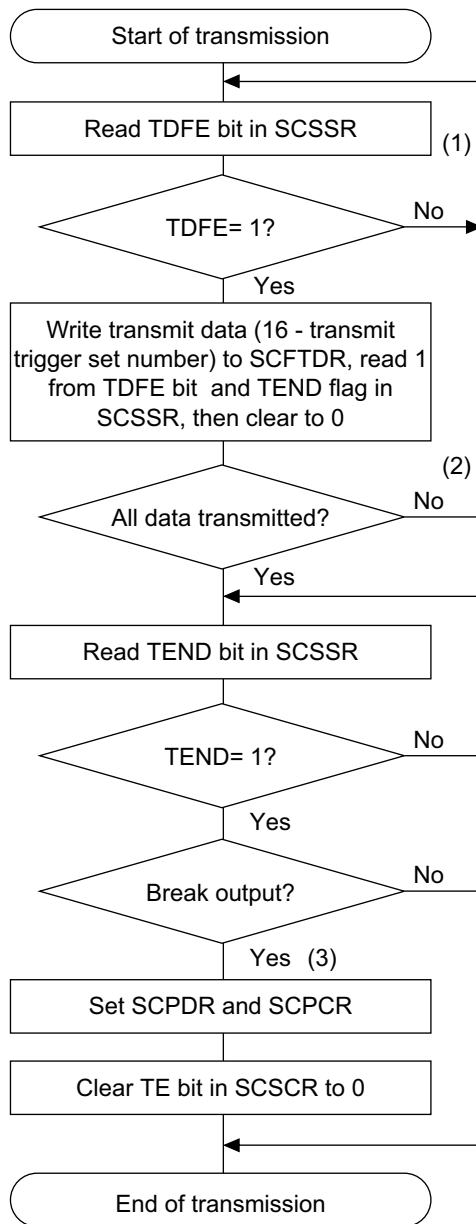 Start of transmission
Read TDFE bit in SCSSR
(1)
TDFE= 1?
No
Yes
Write transmit data (16 - transmit
trigger set number) to SCFTDR, read 1
from TDFE bit and TEND flag in
SCSSR, then clear to 0
(2)
All data transmitted?
No
Yes
Read TEND bit in SCSSR
TEND= 1?
No
Yes
Break output?
No
Yes (3)
Set SCPDR and SCPCR
Clear TE bit in SCSCR to 0
End of transmission